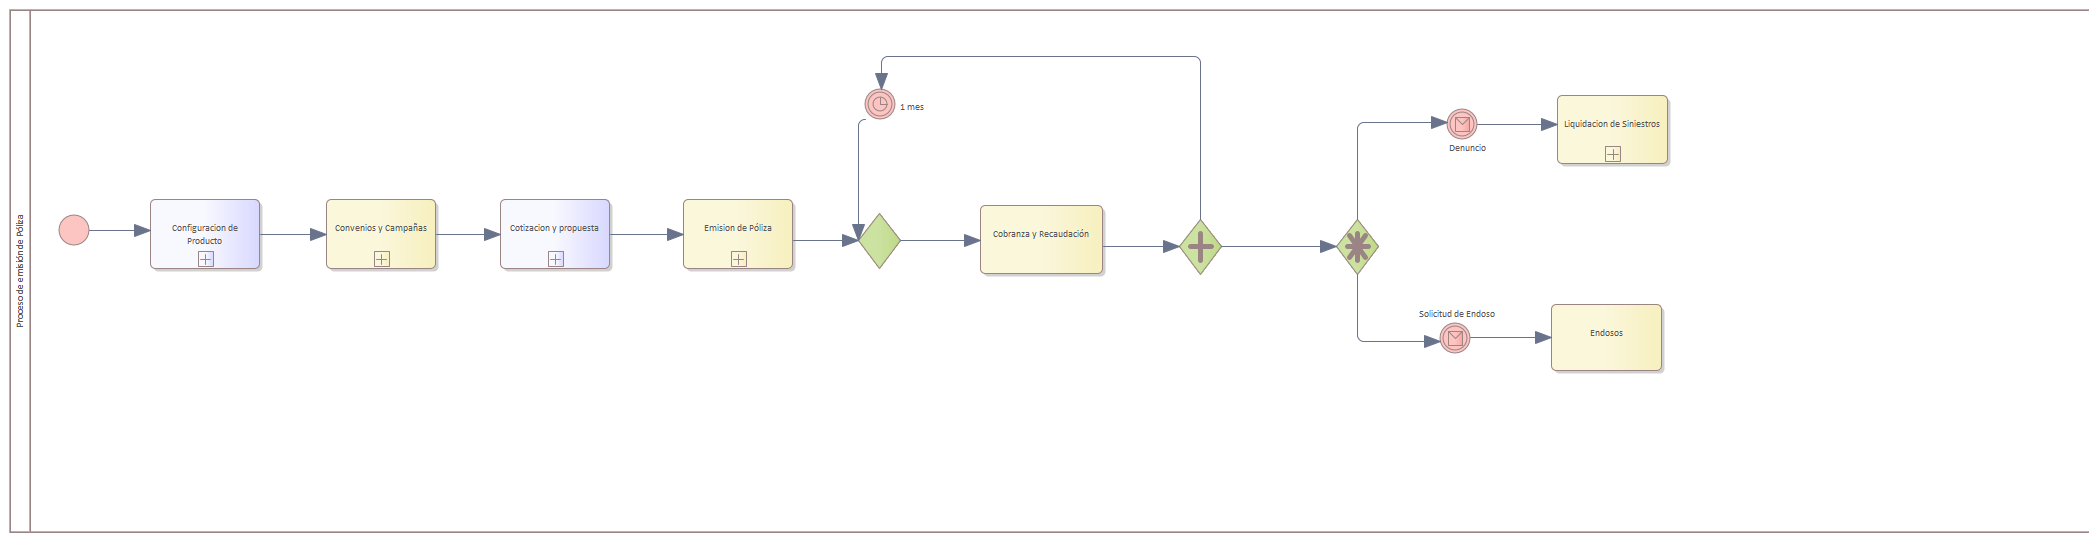 Proceso de emisión de Póliza
Configuracion de
Producto
Convenios y Campañas
Cotizacion y propuesta
Emision de Póliza
1 mes
Cobranza y Recaudación
Denuncio
Liquidacion de Siniestros
Solicitud de Endoso
Endosos